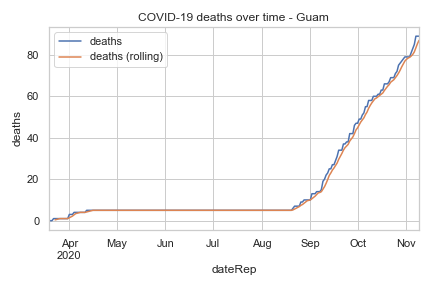 COVID-19 deaths over time - Guam
deaths
deaths (rolling)
deaths
80
60
40
20
0
Apr May Jun Jul Aug Sep Oct Nov
2020
dateRep